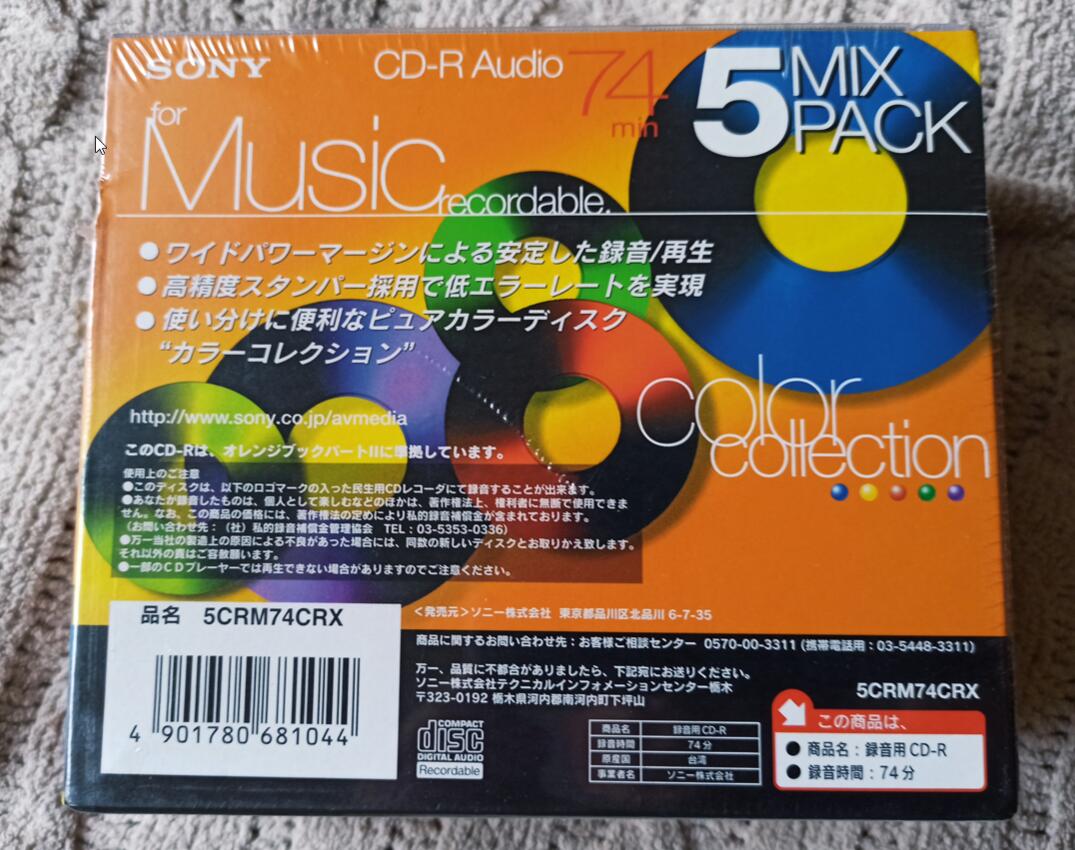 SONY
CD-R Audio 74 min
5 MIX PACK
for Music recordable.
●ワイドパワーマージンによる安定した録音/再生
●高精度スタンパー採用で低エラーレートを実現
●使い分けに便利なピュアカラーディスク
“カラーコレクション”
color collection
http://www.sony.co.jp/avmedia
このCD-Rは、オレンジブックパートIIに準拠しています。
使用上のご注意
●このディスクは、以下のロゴマークの入った民生用CDレコーダにて録音することが出来ます。
●あなたが録音したものは、個人として楽しむなどのほかは、著作権法上、権利者に無断で使用できま
せん。なお、この商品の価格には、著作権法の定めにより私的録音補償金が含まれております。
（お問い合わせ先：（社）私的録音補償金管理協会　TEL：03-5353-0336）
●万一当社の製造上の原因による不良があった場合には、同数の新しいディスクとお取りかえ致します。
それ以外の責はご容赦願います。
●一部のＣＤプレーヤーでは再生できない場合がありますのでご注意ください。
品名　5CRM74CRX
4 901780 681044
＜発売元＞ソニー株式会社　東京都品川区北品川 6-7-35
商品に関するお問い合わせ先：お客様ご相談センター　0570-00-3311 (携帯電話用：03-5448-3311)
万一、品質に不都合がありましたら、下記宛にお送りください。
ソニー株式会社テクニカルインフォメーションセンター栃木
〒323-0192 栃木県河内郡南河内町下坪山
COMPACT
disc
DIGITAL AUDIO
Recordable
商品名 録音用CD-R
録音時間 74分
原産国 台湾
事業者名 ソニー株式会社
5CRM74CRX
この商品は、
●商品名：録音用CD-R
●録音時間：74分